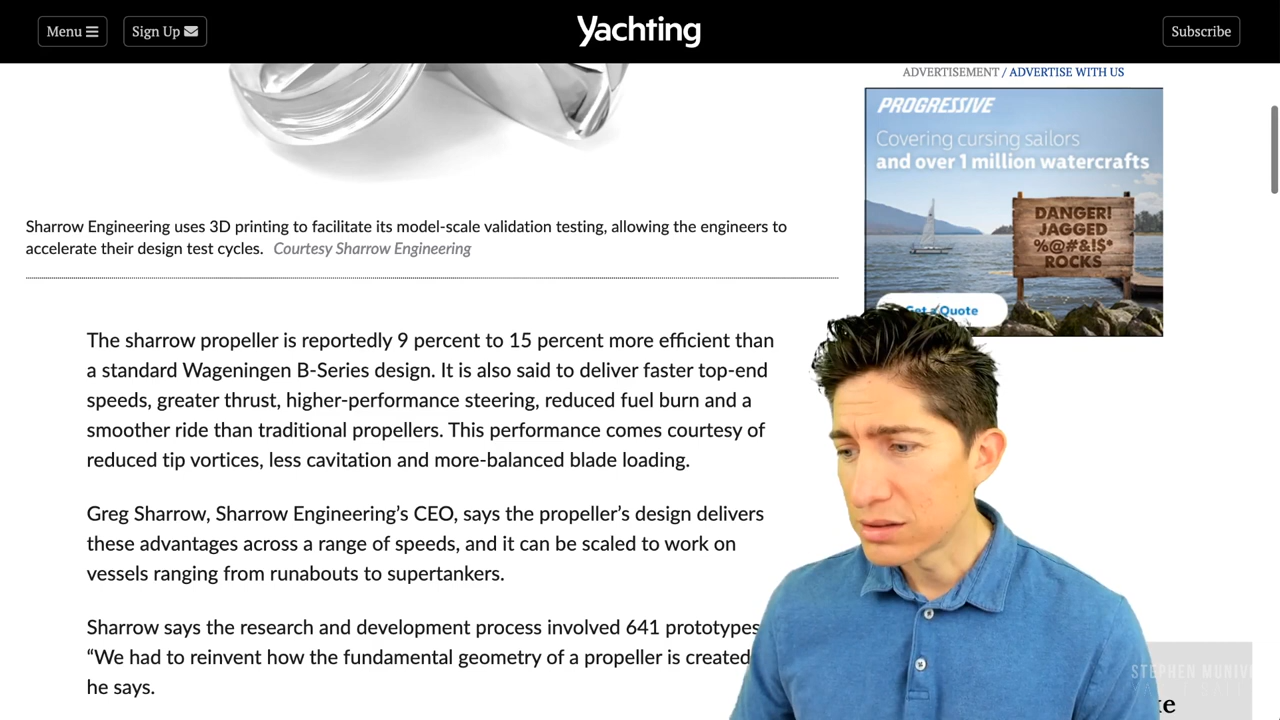 Menu
Sign Up
Yachting
Subscribe
ADVERTISEMENT / ADVERTISE WITH US
PROGRESSIVE
Covering cursing sailors
and over 1 million watercrafts
DANGER!
JAGGED
%@#&!$*
ROCKS
Get a Quote
Sharrow Engineering uses 3D printing to facilitate its model-scale validation testing, allowing the engineers to
accelerate their design test cycles. Courtesy Sharrow Engineering
The sharrow propeller is reportedly 9 percent to 15 percent more efficient than
a standard Wageningen B-Series design. It is also said to deliver faster top-end
speeds, greater thrust, higher-performance steering, reduced fuel burn and a
smoother ride than traditional propellers. This performance comes courtesy of
reduced tip vortices, less cavitation and more-balanced blade loading.
Greg Sharrow, Sharrow Engineering’s CEO, says the propeller’s design delivers
these advantages across a range of speeds, and it can be scaled to work on
vessels ranging from runabouts to supertankers.
Sharrow says the research and development process involved 641 prototypes
“We had to reinvent how the fundamental geometry of a propeller is created
he says.
STEPHEN